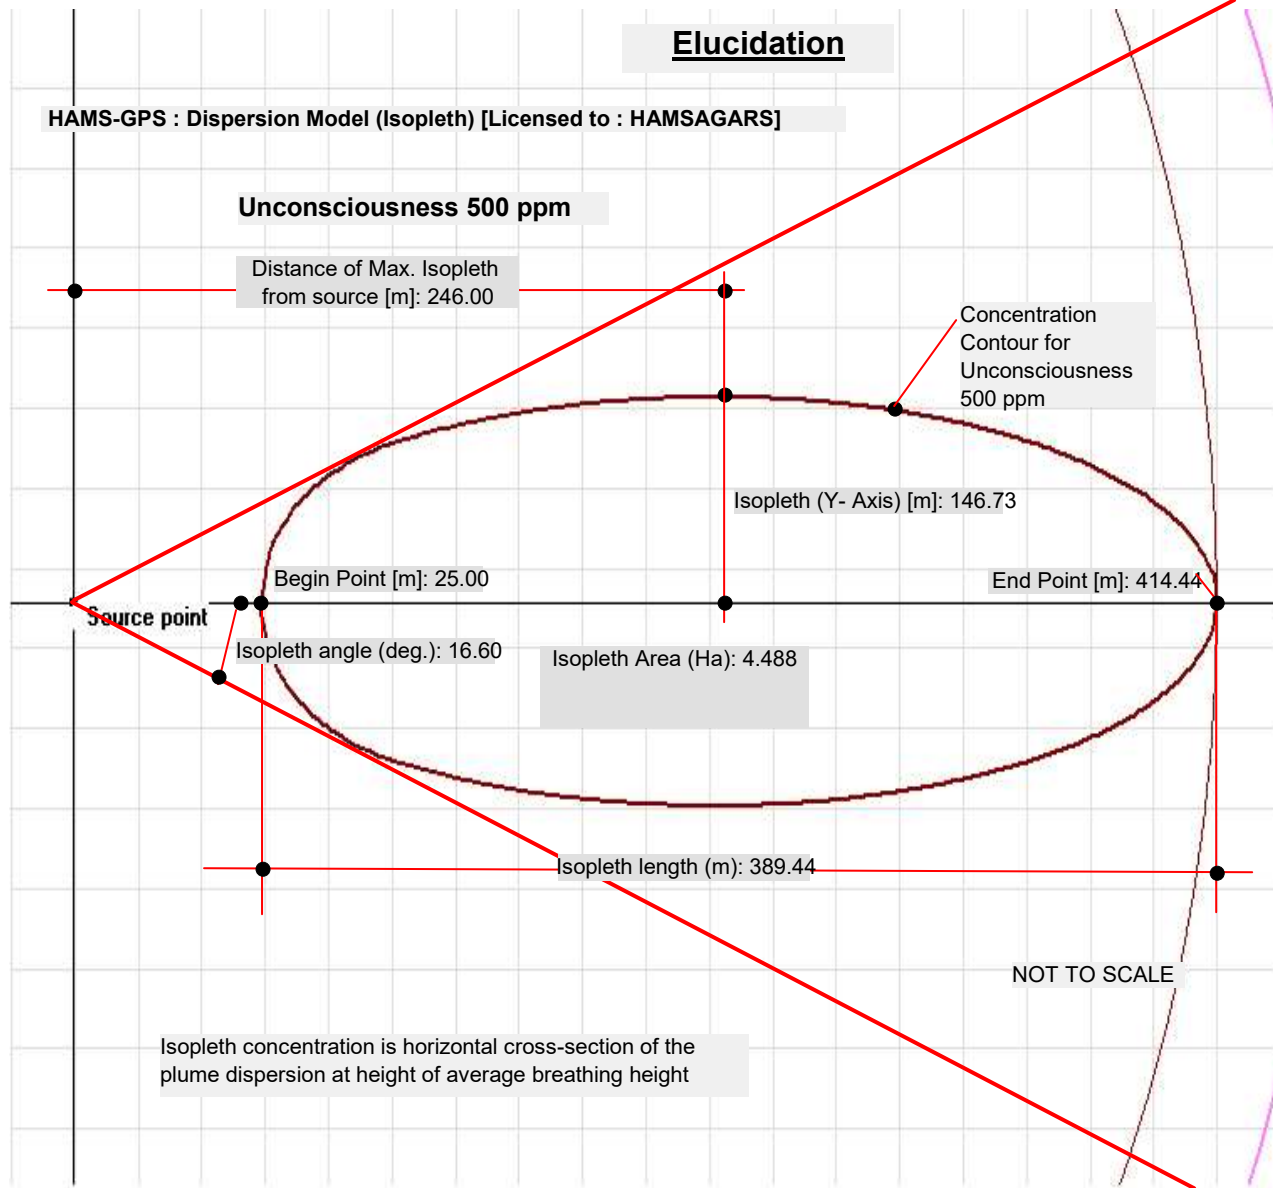 Elucidation
HAMS-GPS : Dispersion Model (Isopleth) [Licensed to : HAMSAGARS]
Unconsciousness 500 ppm
Distance of Max. Isopleth
from source [m]: 246.00
Concentration
Contour for
Unconsciousness
500 ppm
Isopleth (Y- Axis) [m]: 146.73
Begin Point [m]: 25.00
End Point [m]: 414.44
Source point
Isopleth angle (deg.): 16.60
Isopleth Area (Ha): 4.488
Isopleth length (m): 389.44
NOT TO SCALE
Isopleth concentration is horizontal cross-section of the
plume dispersion at height of average breathing height